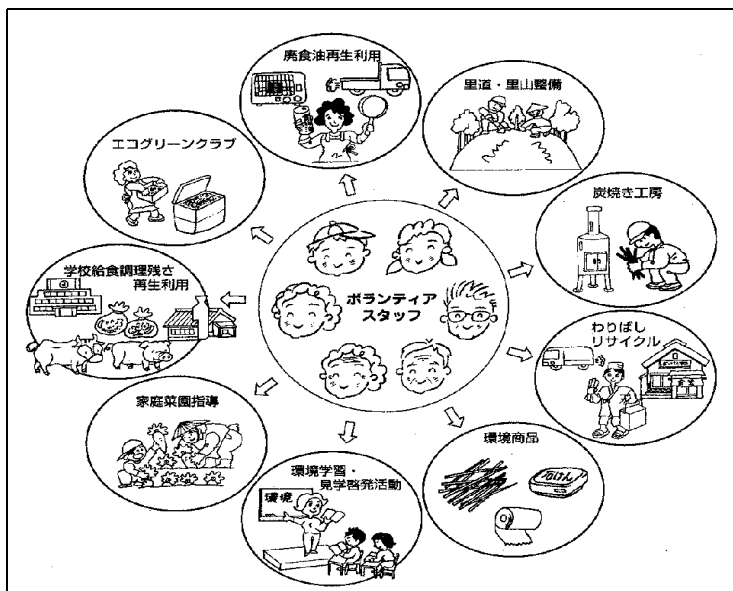 廃食油再生利用
里道・里山整備
エコグリーンクラブ
炭焼き工房
学校給食調理残さ
再生利用
ボランティア
スタッフ
わりばし
リサイクル
家庭菜園指導
環境商品
石けん
環境学習・
見学啓発活動
環境